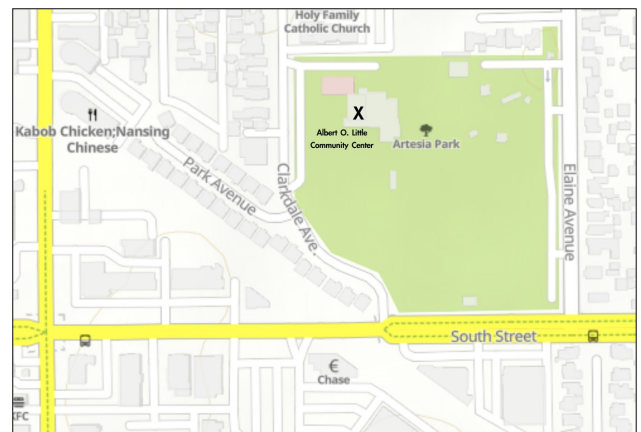 Holy Family
Catholic Church
X
Albert O. Little
Community Center
Artesia Park
Kabob Chicken;Nansing
Chinese
Park Avenue
Clarkdale Ave.
Elaine Avenue
South Street
€
Chase
KFC